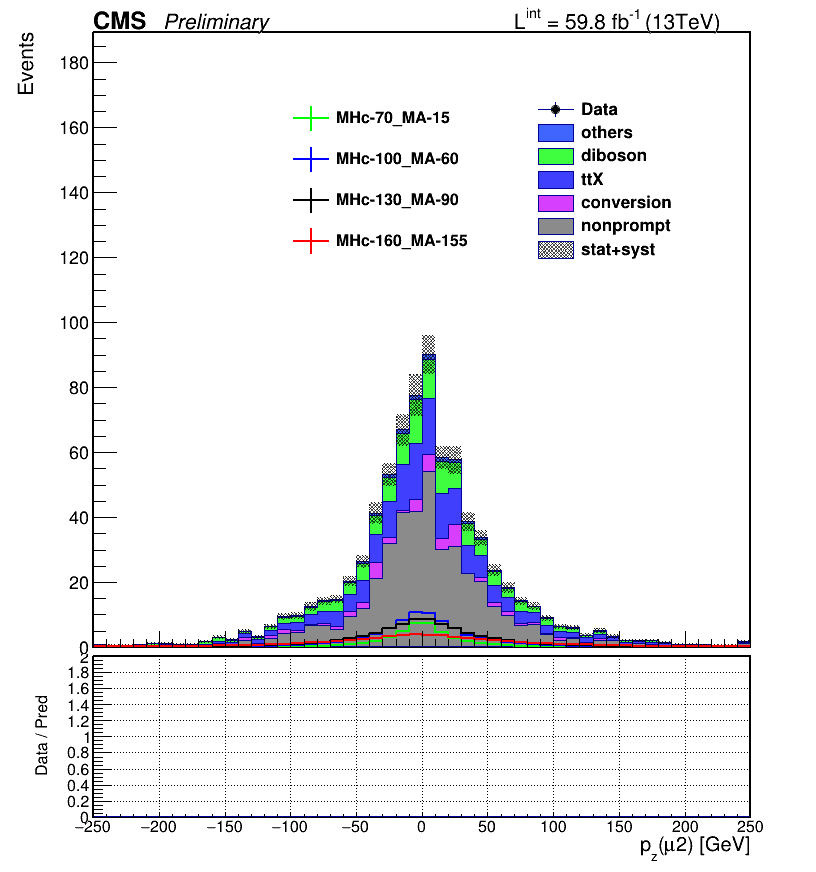 CMS Preliminary L^int = 59.8 fb^-1 (13TeV)
Events
180
160
140
120
100
80
60
40
20
0
MHc-70_MA-15
MHc-100_MA-60
MHc-130_MA-90
MHc-160_MA-155
Data
others
diboson
ttX
conversion
nonprompt
stat+syst
Data / Pred
2
1.8
1.6
1.4
1.2
1
0.8
0.6
0.4
0.2
0
−250 −200 −150 −100 −50 0 50 100 150 200 250
p_z(μ2) [GeV]